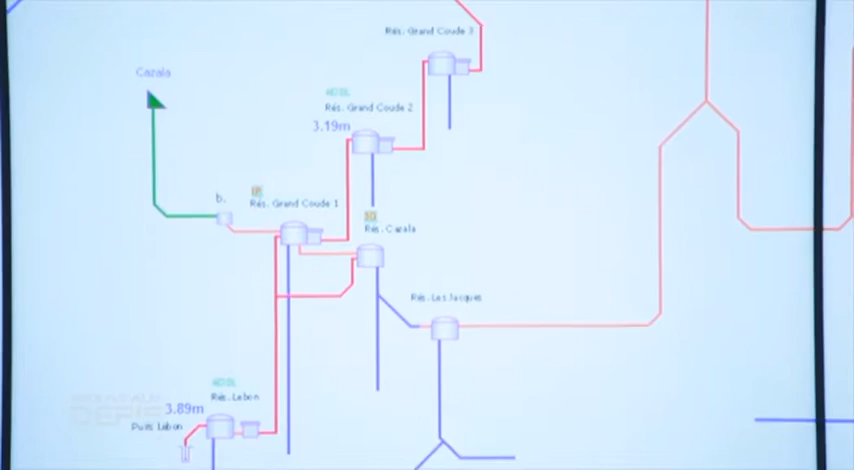 Rés. Grand Coude 3
Cazala
Rés. Grand Coude 2
3.19m
b.
Rés. Grand Coude 1
Rés. Cazala
Rés. Les Jacques
Rés. Lebon
3.89m
Puits Lebon